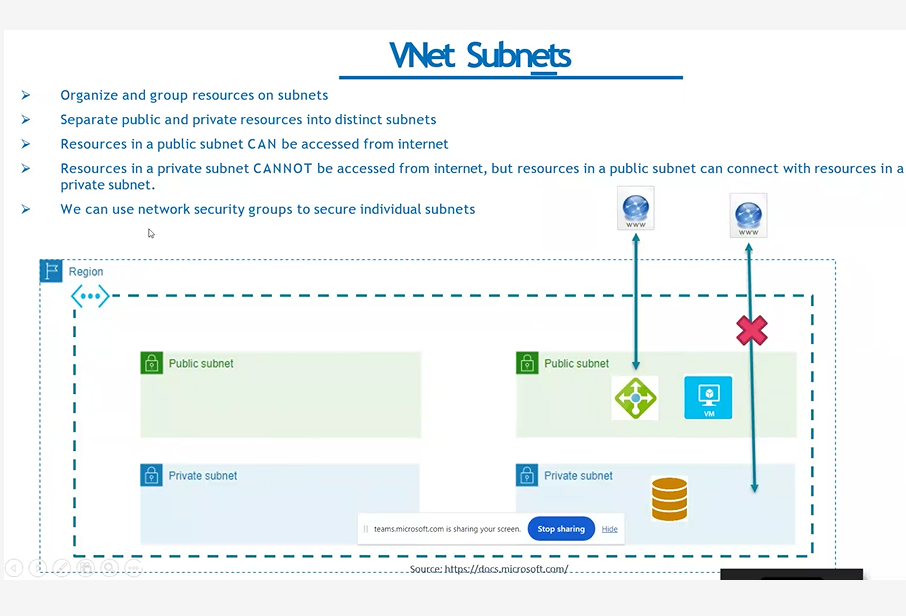 VNet Subnets
Organize and group resources on subnets
Separate public and private resources into distinct subnets
Resources in a public subnet CAN be accessed from internet
Resources in a private subnet CANNOT be accessed from internet, but resources in a public subnet can connect with resources in a
private subnet.
We can use network security groups to secure individual subnets
www
www
Region
Public subnet
Public subnet
VM
Private subnet
Private subnet
teams.microsoft.com is sharing your screen.
Stop sharing
Hide
Source: https://docs.microsoft.com/